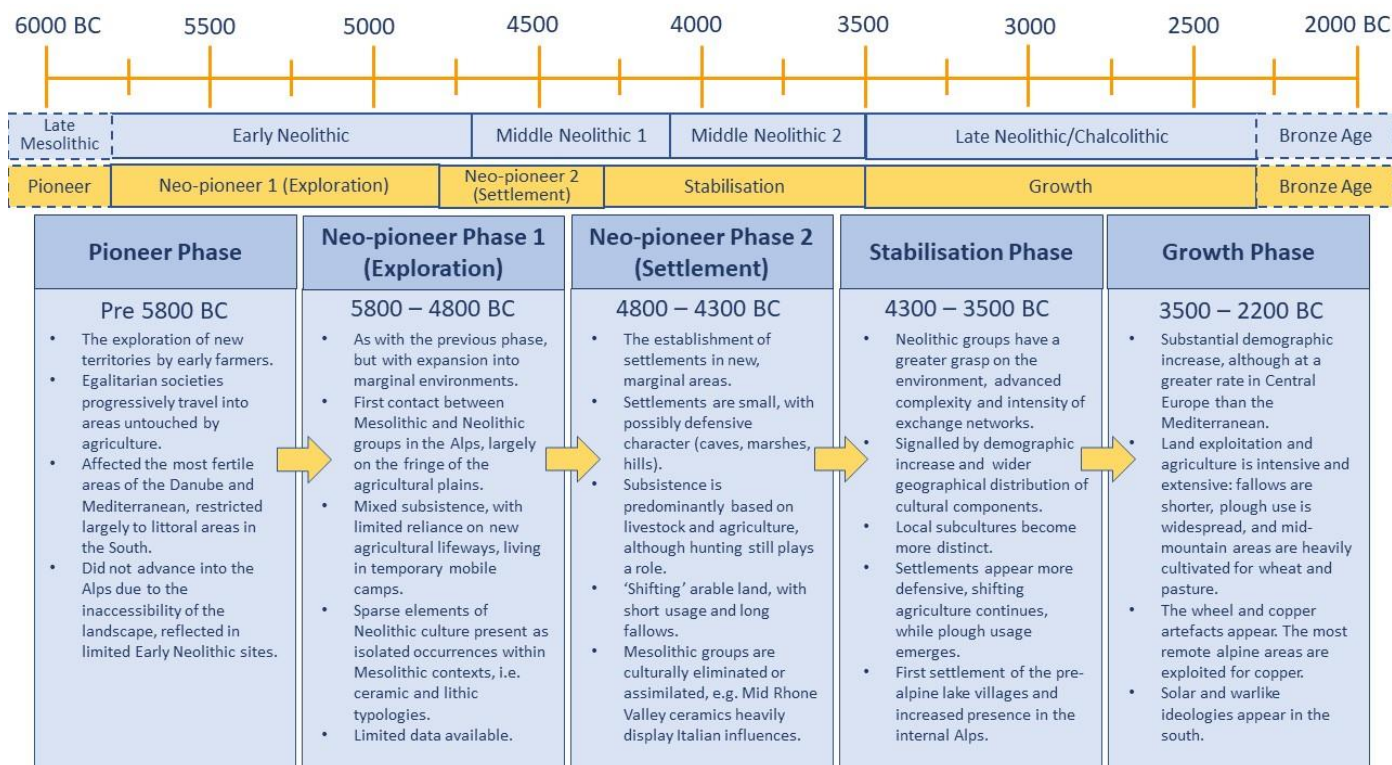 6000 BC 5500 5000 4500 4000 3500 3000 2500 2000 BC
Late
Mesolithic
Early Neolithic
Middle Neolithic 1
Middle Neolithic 2
Late Neolithic/Chalcolithic
Bronze Age
Pioneer
Neo-pioneer 1 (Exploration)
Neo-pioneer 2
(Settlement)
Stabilisation
Growth
Bronze Age
Pioneer Phase
Pre 5800 BC
• The exploration of new
territories by early farmers.
• Egalitarian societies
progressively travel into
areas untouched by
agriculture.
• Affected the most fertile
areas of the Danube and
Mediterranean, restricted
largely to littoral areas in
the South.
• Did not advance into the
Alps due to the
inaccessibility of the
landscape, reflected in
limited Early Neolithic sites.
Neo-pioneer Phase 1
(Exploration)
5800 – 4800 BC
• As with the previous phase,
but with expansion into
marginal environments.
• First contact between
Mesolithic and Neolithic
groups in the Alps, largely
on the fringe of the
agricultural plains.
• Mixed subsistence, with
limited reliance on new
agricultural lifeways, living
in temporary mobile
camps.
• Sparse elements of
Neolithic culture present as
isolated occurrences within
Mesolithic contexts, i.e.
ceramic and lithic
typologies.
• Limited data available.
Neo-pioneer Phase 2
(Settlement)
4800 – 4300 BC
• The establishment of
settlements in new,
marginal areas.
• Settlements are small, with
possibly defensive
character (caves, marshes,
hills).
• Subsistence is
predominantly based on
livestock and agriculture,
although hunting still plays
a role.
• ‘Shifting’ arable land, with
short usage and long
fallows.
• Mesolithic groups are
culturally eliminated or
assimilated, e.g. Mid Rhone
Valley ceramics heavily
display Italian influences.
Stabilisation Phase
4300 – 3500 BC
• Neolithic groups have a
greater grasp on the
environment, advanced
complexity and intensity of
exchange networks.
• Signalled by demographic
increase and wider
geographical distribution of
cultural components.
• Local subcultures become
more distinct.
• Settlements appear more
defensive, shifting
agriculture continues,
while plough usage
emerges.
• First settlement of the pre-
alpine lake villages and
increased presence in the
internal Alps.
Growth Phase
3500 – 2200 BC
• Substantial demographic
increase, although at a
greater rate in Central
Europe than the
Mediterranean.
• Land exploitation and
agriculture is intensive and
extensive: fallows are
shorter, plough use is
widespread, and mid-
mountain areas are heavily
cultivated for wheat and
pasture.
• The wheel and copper
artefacts appear. The most
remote alpine areas are
exploited for copper.
• Solar and warlike
ideologies appear in the
south.